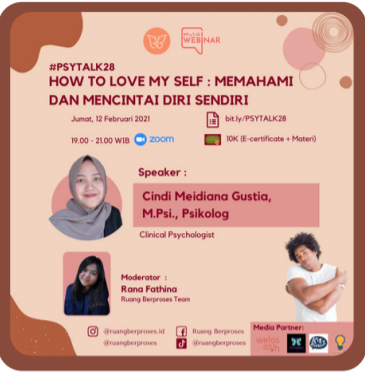 WEBINAR
#PSYTALK28
HOW TO LOVE MY SELF : MEMAHAMI
DAN MENCINTAI DIRI SENDIRI
Jumat, 12 Februari 2021
bit.ly/PSYTALK28
19.00 - 21.00 WIB
zoom
10K (E-certificate + Materi)
Speaker :
Cindi Meidiana Gustia,
M.Psi., Psikolog
Clinical Psychologist
Moderator :
Rana Fathina
Ruang Berproses Team
@ruangberproses.id
Ruang Berproses
@ruangberproses
@ruangberproses
Media Partner: